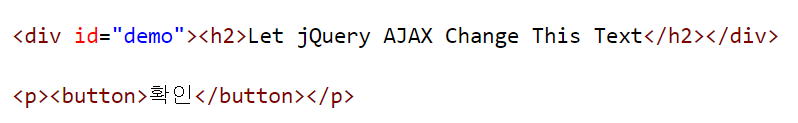 <div id="demo"><h2>Let jQuery AJAX Change This Text</h2></div>
<p><button>확인</button></p>